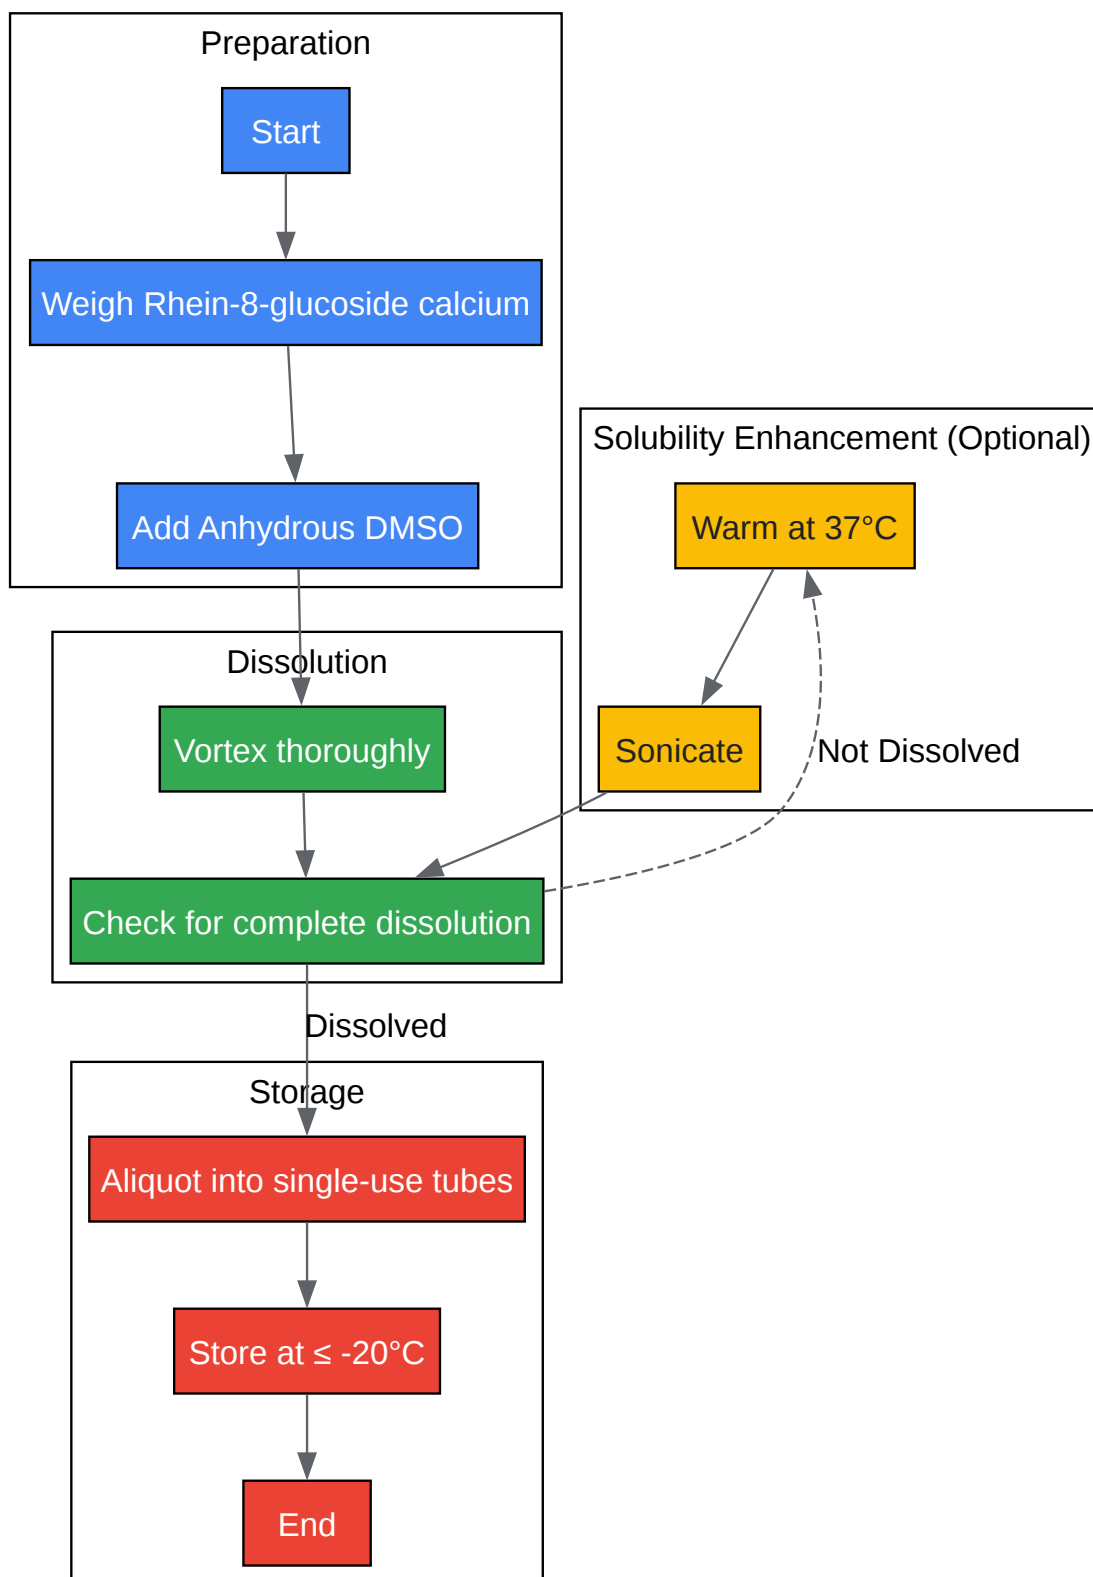 Preparation
Start
Weigh Rhein-8-glucoside calcium
Add Anhydrous DMSO
Solubility Enhancement (Optional)
Warm at 37°C
Sonicate
Not Dissolved
Dissolution
Vortex thoroughly
Check for complete dissolution
Dissolved
Storage
Aliquot into single-use tubes
Store at ≤ -20°C
End